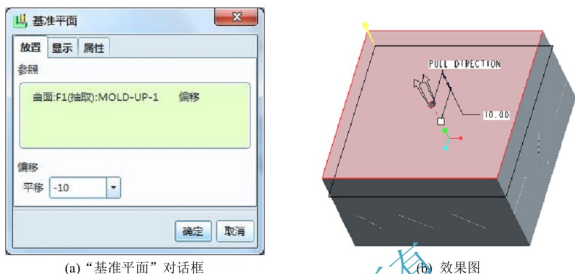 基准平面
放置 显示 属性
参照
曲面:F1(抽取):MOLD-UP-1 偏移
偏移
平移 -10
确定 取消
PULL DIRECTION
10.00
(a)“基准平面”对话框
(b) 效果图